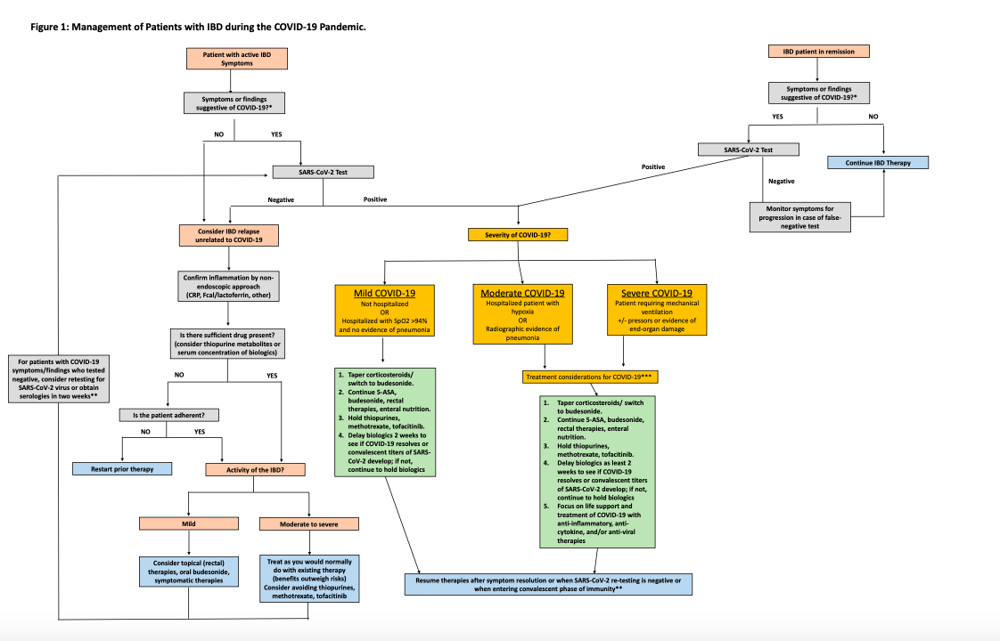 Figure 1: Management of Patients with IBD during the COVID-19 Pandemic.
Patient with active IBD
Symptoms
IBD patient in remission
Symptoms or findings
suggestive of COVID-19?*
Symptoms or findings
suggestive of COVID-19?*
NO
YES
YES
NO
SARS-CoV-2 Test
SARS-CoV-2 Test
Continue IBD Therapy
Positive
Negative
Negative
Positive
Monitor symptoms for
progression in case of false-
negative test
Consider IBD relapse
unrelated to COVID-19
Severity of COVID-19?
Confirm inflammation by non-
endoscopic approach
(CRP, Fcal/lactoferrin, other)
Mild COVID-19
Not hospitalized
OR
Hospitalized with SpO2 >94%
and no evidence of pneumonia
Moderate COVID-19
Hospitalized patient with
hypoxia
OR
Radiographic evidence of
pneumonia
Severe COVID-19
Patient requiring mechanical
ventilation
+/- pressors or evidence of
end-organ damage
Is there sufficient drug present?
(consider thiopurine metabolites or
serum concentration of biologics)
For patients with COVID-19
symptoms/findings who tested
negative, consider retesting for
SARS-CoV-2 virus or obtain
serologies in two weeks**
NO
YES
1. Taper corticosteroids/
switch to budesonide.
2. Continue 5-ASA,
budesonide, rectal
therapies, enteral nutrition.
3. Hold thiopurines,
methotrexate, tofacitinib.
4. Delay biologics 2 weeks to
see if COVID-19 resolves or
convalescent titers of SARS-
CoV-2 develop; if not,
continue to hold biologics
Treatment considerations for COVID-19***
1. Taper corticosteroids/ switch
to budesonide.
2. Continue 5-ASA, budesonide,
rectal therapies, enteral
nutrition.
3. Hold thiopurines,
methotrexate, tofacitinib.
4. Delay biologics as least 2
weeks to see if COVID-19
resolves or convalescent titers
of SARS-CoV-2 develop; if not,
continue to hold biologics
5. Focus on life support and
treatment of COVID-19 with
anti-inflammatory, anti-
cytokine, and/or anti-viral
therapies
Is the patient adherent?
NO
YES
Restart prior therapy
Activity of the IBD?
Mild
Moderate to severe
Consider topical (rectal)
therapies, oral budesonide,
symptomatic therapies
Treat as you would normally
do with existing therapy
(benefits outweigh risks)
Consider avoiding thiopurines,
methotrexate, tofacitinib
Resume therapies after symptom resolution or when SARS-CoV-2 re-testing is negative or
when entering convalescent phase of immunity**